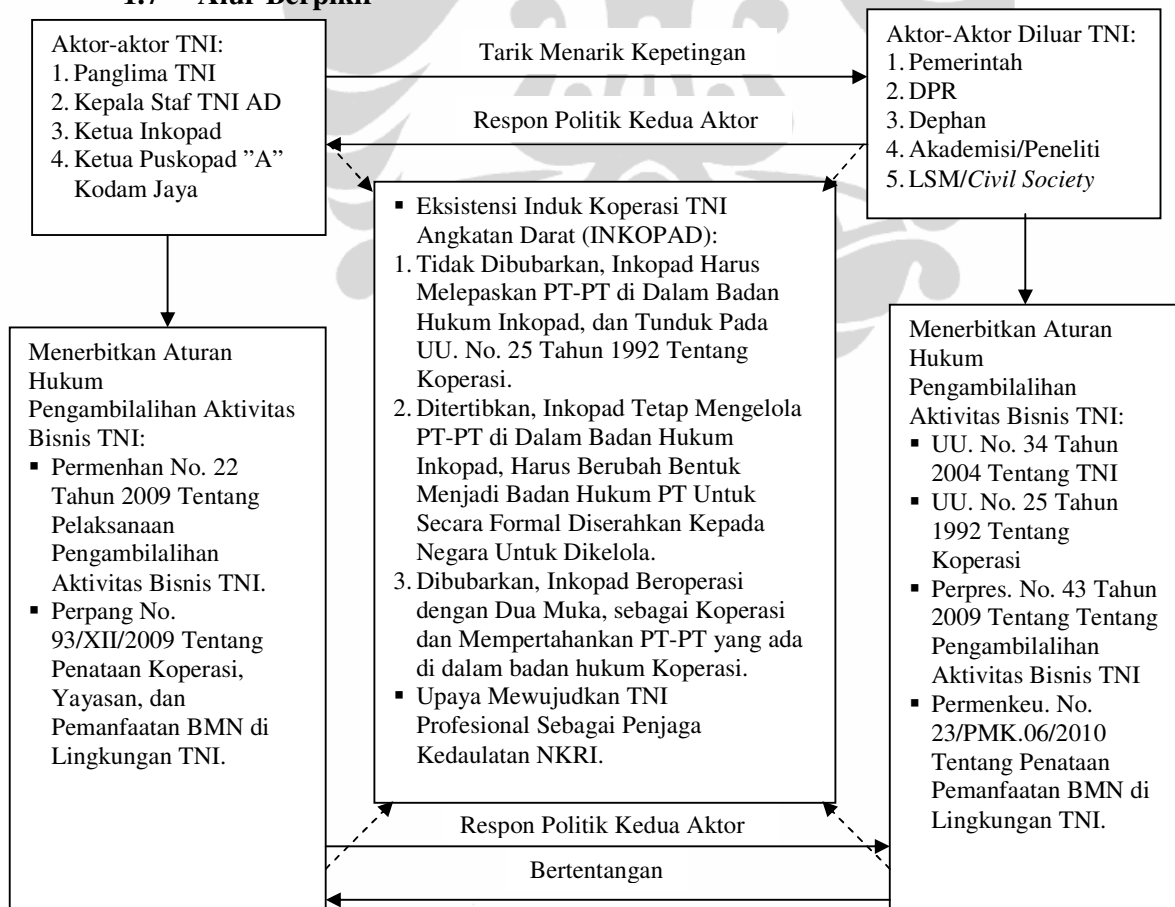 1.7 Alur Berpikir
Aktor-aktor TNI:
1. Panglima TNI
2. Kepala Staf TNI AD
3. Ketua Inkopad
4. Ketua Puskopad ”A”
Kodam Jaya
Tarik Menarik Kepetingan
Respon Politik Kedua Aktor
Aktor-Aktor Diluar TNI:
1. Pemerintah
2. DPR
3. Dephan
4. Akademisi/Peneliti
5. LSM/Civil Society
▪ Eksistensi Induk Koperasi TNI
Angkatan Darat (INKOPAD):
1. Tidak Dibubarkan, Inkopad Harus
Melepaskan PT-PT di Dalam Badan
Hukum Inkopad, dan Tunduk Pada
UU. No. 25 Tahun 1992 Tentang
Koperasi.
2. Ditertibkan, Inkopad Tetap Mengelola
PT-PT di Dalam Badan Hukum
Inkopad, Harus Berubah Bentuk
Menjadi Badan Hukum PT Untuk
Secara Formal Diserahkan Kepada
Negara Untuk Dikelola.
3. Dibubarkan, Inkopad Beroperasi
dengan Dua Muka, sebagai Koperasi
dan Mempertahankan PT-PT yang ada
di dalam badan hukum Koperasi.
▪ Upaya Mewujudkan TNI
Profesional Sebagai Penjaga
Kedaulatan NKRI.
Menerbitkan Aturan
Hukum
Pengambilalihan Aktivitas
Bisnis TNI:
▪ Permenhan No. 22
Tahun 2009 Tentang
Pelaksanaan
Pengambilalihan
Aktivitas Bisnis TNI.
▪ Perpang No.
93/XII/2009 Tentang
Penataan Koperasi,
Yayasan, dan
Pemanfaatan BMN di
Lingkungan TNI.
Menerbitkan Aturan
Hukum
Pengambilalihan
Aktivitas Bisnis TNI:
▪ UU. No. 34 Tahun
2004 Tentang TNI
▪ UU. No. 25 Tahun
1992 Tentang
Koperasi
▪ Perpres. No. 43 Tahun
2009 Tentang Tentang
Pengambilalihan
Aktivitas Bisnis TNI
▪ Permenkeu. No.
23/PMK.06/2010
Tentang Penataan
Pemanfaatan BMN di
Lingkungan TNI.
Respon Politik Kedua Aktor
Bertentangan